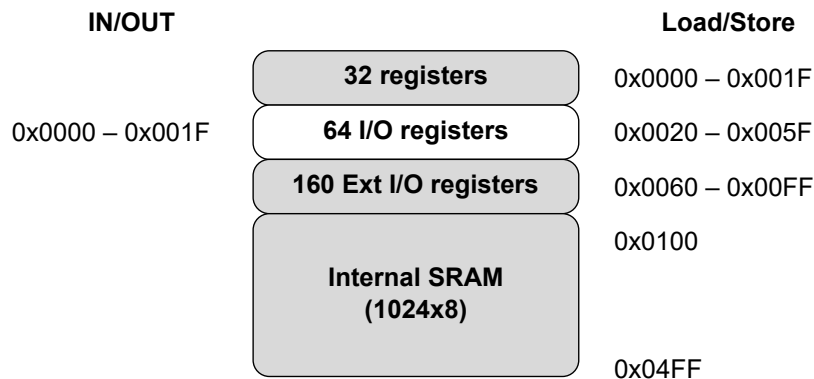 IN/OUT Load/Store
32 registers 0x0000 – 0x001F
0x0000 – 0x001F 64 I/O registers 0x0020 – 0x005F
160 Ext I/O registers 0x0060 – 0x00FF
0x0100
Internal SRAM
(1024x8)
0x04FF